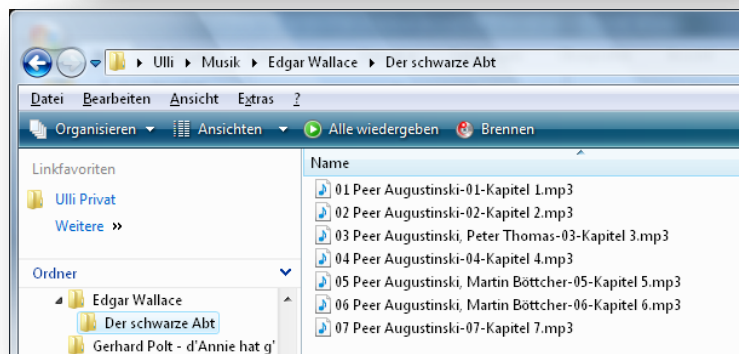 Ulli Musik Edgar Wallace Der schwarze Abt
Datei Bearbeiten Ansicht Extras ?
Organisieren Ansichten Alle wiedergeben Brennen
Linkfavoriten
Ulli Privat
Weitere »
Ordner
Edgar Wallace
Der schwarze Abt
Gerhard Polt - d'Annie hat g'
Name
01 Peer Augustinski-01-Kapitel 1.mp3
02 Peer Augustinski-02-Kapitel 2.mp3
03 Peer Augustinski, Peter Thomas-03-Kapitel 3.mp3
04 Peer Augustinski-04-Kapitel 4.mp3
05 Peer Augustinski, Martin Böttcher-05-Kapitel 5.mp3
06 Peer Augustinski, Martin Böttcher-06-Kapitel 6.mp3
07 Peer Augustinski-07-Kapitel 7.mp3